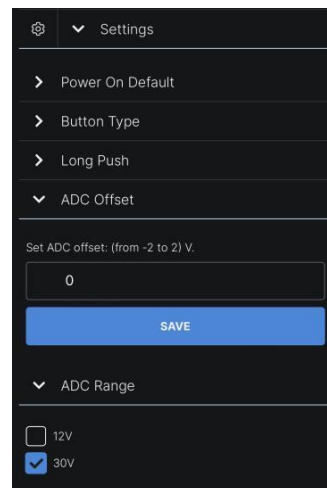 Settings
Power On Default
Button Type
Long Push
ADC Offset
Set ADC offset: (from -2 to 2) V.
0
SAVE
ADC Range
12V
30V